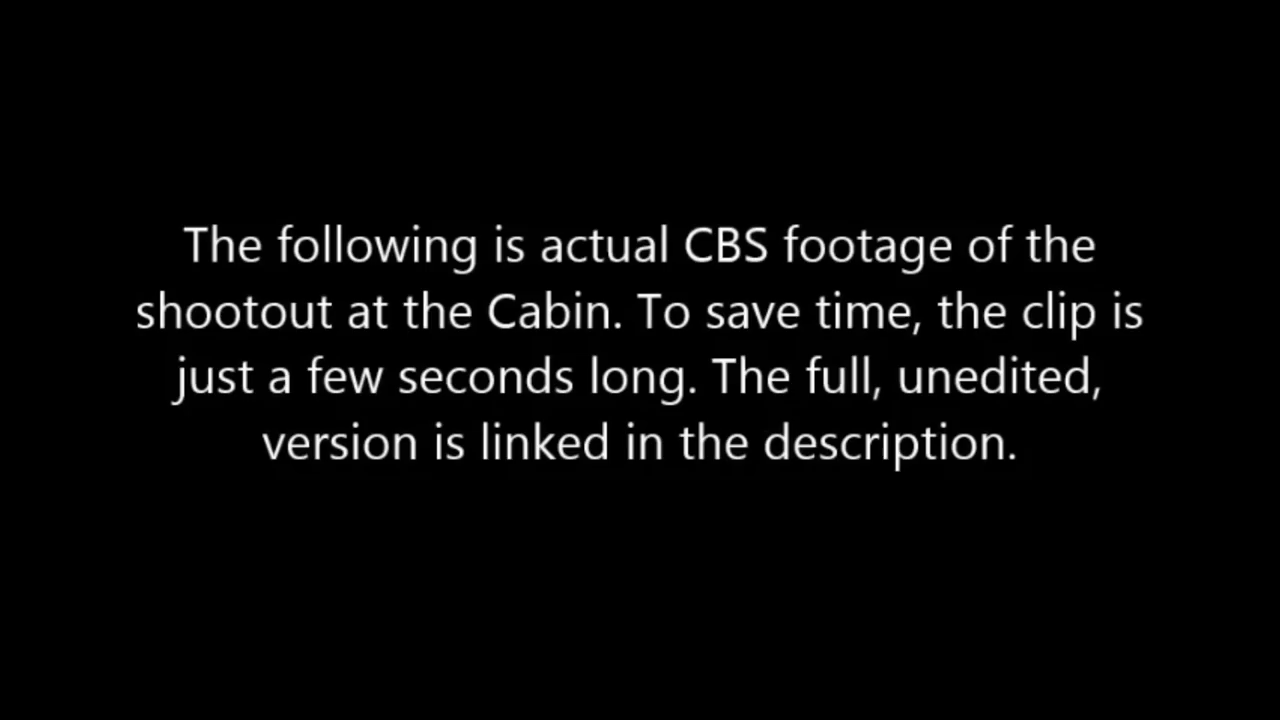 The following is actual CBS footage of the
shootout at the Cabin. To save time, the clip is
just a few seconds long. The full, unedited,
version is linked in the description.